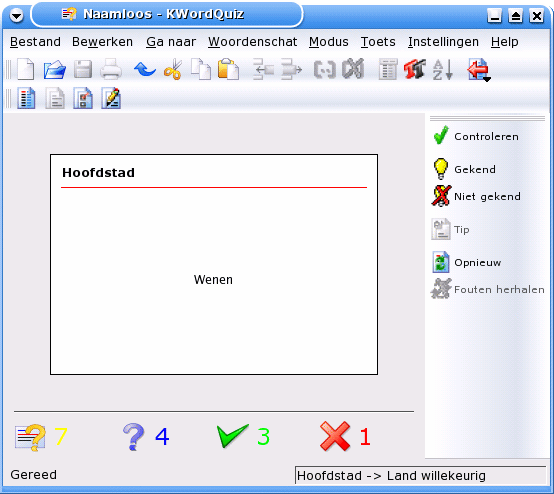 Naamloos - KWordQuiz
Bestand Bewerken Ga naar Woordenschat Modus Toets Instellingen Help
Controleren
Hoofdstad
Gekend
Niet gekend
Tip
Opnieuw
Wenen
Fouten herhalen
7 4 3 1
Gereed Hoofdstad -> Land willekeurig